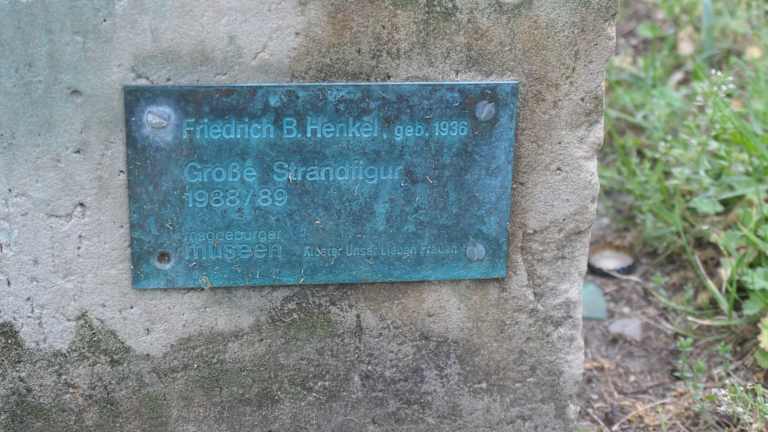 Friedrich B. Henkel, geb. 1936
Große Strandfigur
1988/89
magdeburger
museen Kloster Unser Lieben Frauen